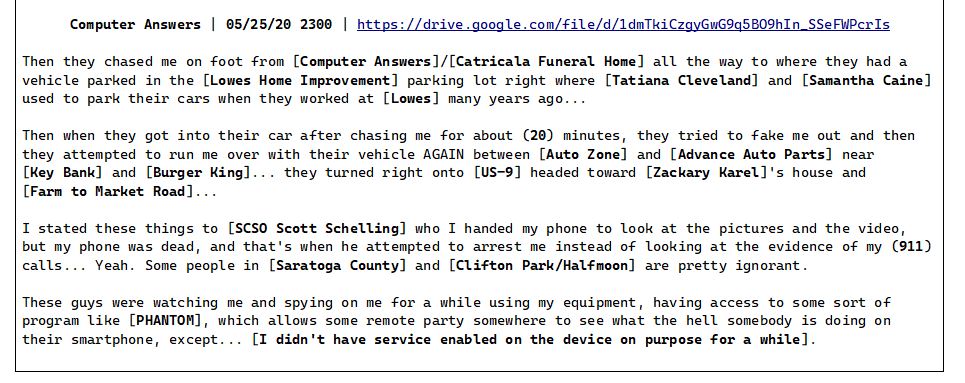 Computer Answers | 05/25/20 2300 | https://drive.google.com/file/d/1dmTkiCzgyGwG9q5BO9hIn_SSeFWPcrIs
Then they chased me on foot from [Computer Answers]/[Catricala Funeral Home] all the way to where they had a
vehicle parked in the [Lowes Home Improvement] parking lot right where [Tatiana Cleveland] and [Samantha Caine]
used to park their cars when they worked at [Lowes] many years ago...
Then when they got into their car after chasing me for about (20) minutes, they tried to fake me out and then
they attempted to run me over with their vehicle AGAIN between [Auto Zone] and [Advance Auto Parts] near
[Key Bank] and [Burger King]... they turned right onto [US-9] headed toward [Zackary Karel]'s house and
[Farm to Market Road]...
I stated these things to [SCSO Scott Schelling] who I handed my phone to look at the pictures and the video,
but my phone was dead, and that's when he attempted to arrest me instead of looking at the evidence of my (911)
calls... Yeah. Some people in [Saratoga County] and [Clifton Park/Halfmoon] are pretty ignorant.
These guys were watching me and spying on me for a while using my equipment, having access to some sort of
program like [PHANTOM], which allows some remote party somewhere to see what the hell somebody is doing on
their smartphone, except... [I didn't have service enabled on the device on purpose for a while].